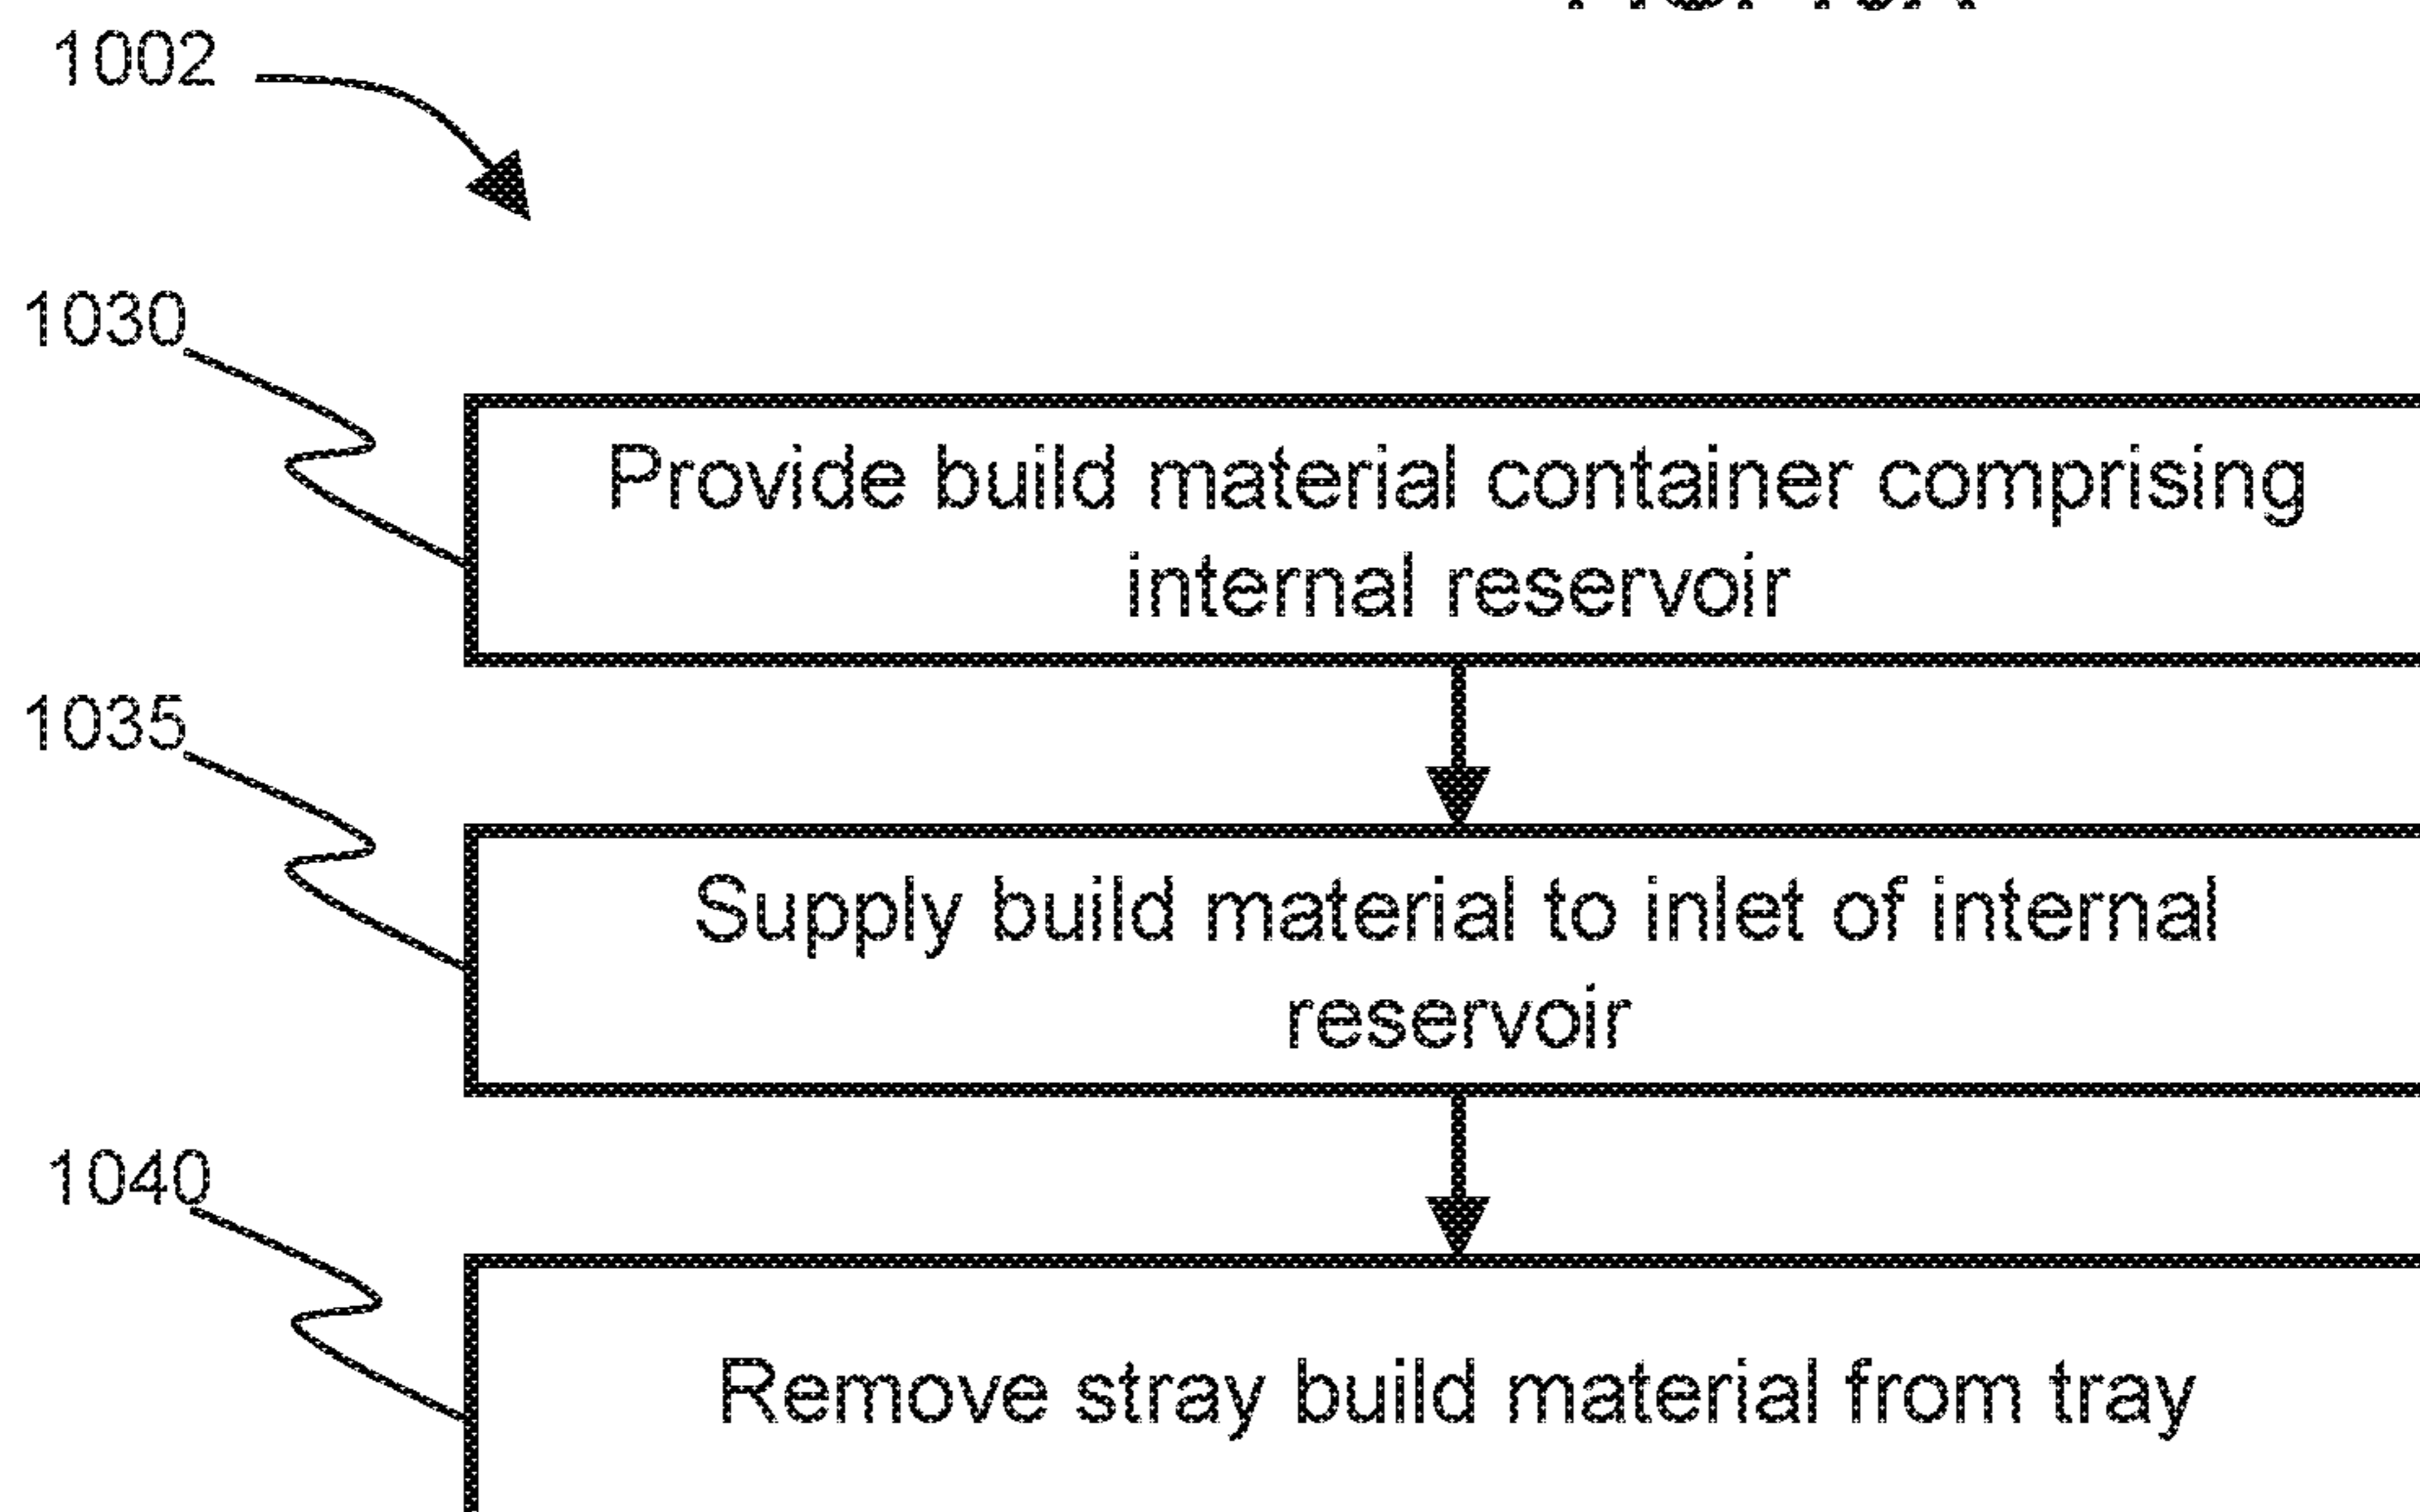 1002
1030
Provide build material container comprising
internal reservoir
1035
Supply build material to inlet of internal
reservoir
1040
Remove stray build material from tray